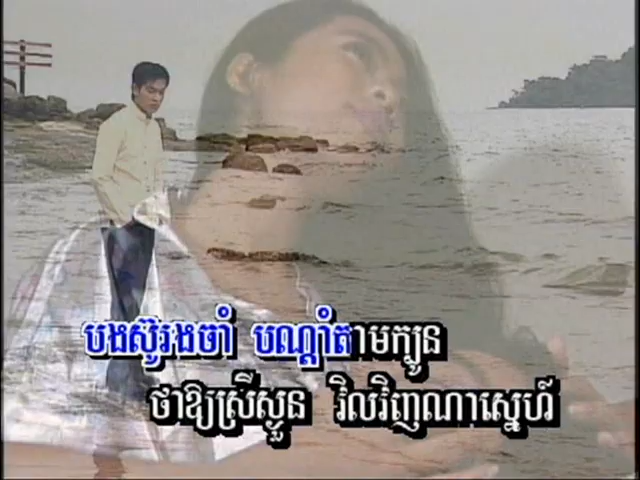 បងស៊ូរងចាំ បណ្ដាំតាមក្បួន
ថាឱ្យស្រីស្ងួន វិលវិញណាស្នេហ៍